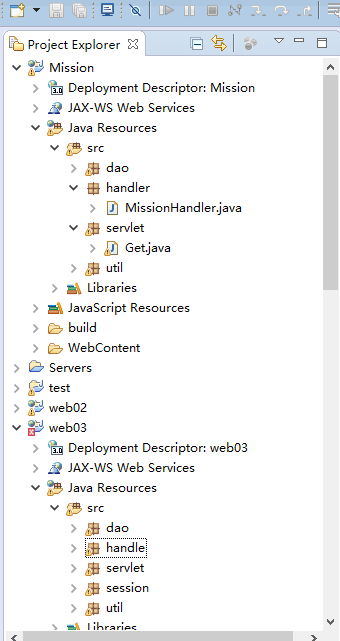 Project Explorer
Mission
Deployment Descriptor: Mission
JAX-WS Web Services
Java Resources
src
dao
handler
MissionHandler.java
servlet
Get.java
util
Libraries
JavaScript Resources
build
WebContent
Servers
test
web02
web03
Deployment Descriptor: web03
JAX-WS Web Services
Java Resources
src
dao
handle
servlet
session
util
Libraries